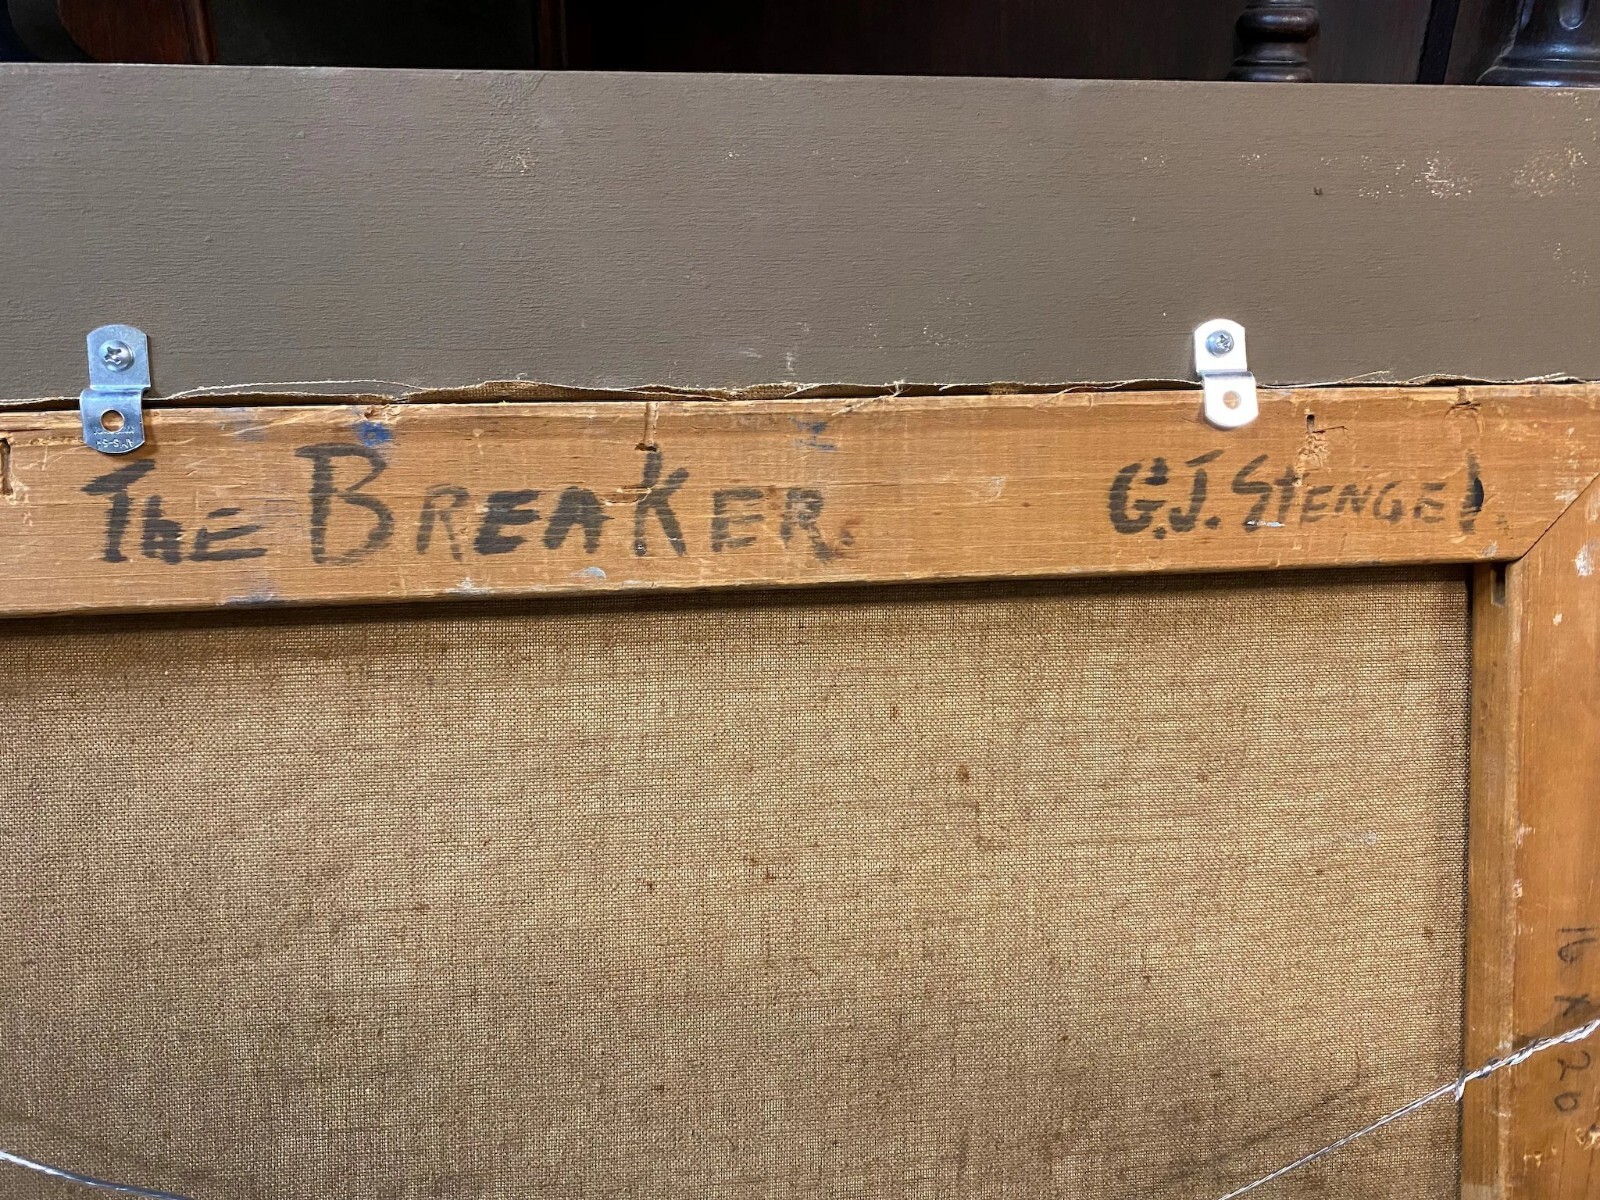 The BREAKER. G.J. STENGEl.
16 x 20